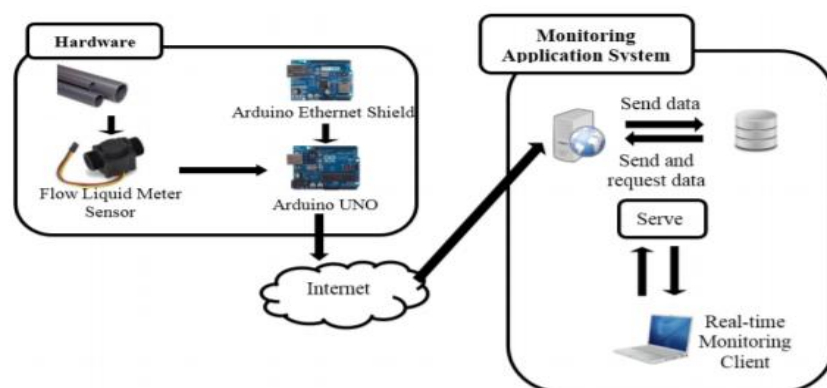 Hardware
Arduino Ethernet Shield
Flow Liquid Meter
Sensor
Arduino UNO
Internet
Monitoring
Application System
Send data
Send and
request data
Serve
Real-time
Monitoring
Client